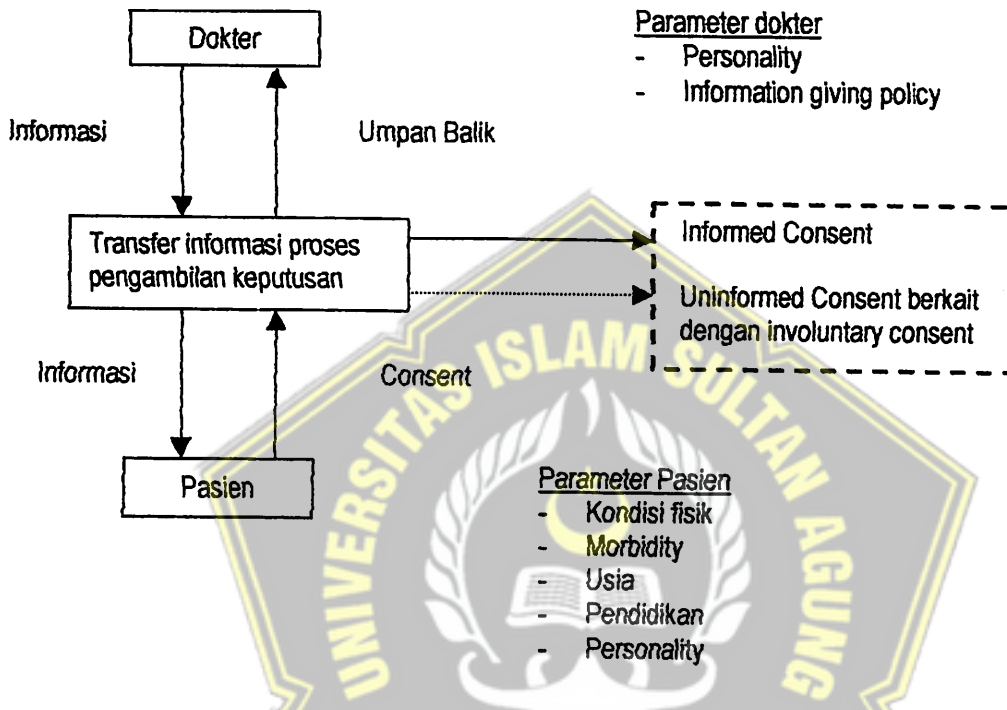 Dokter
Parameter dokter
- Personality
- Information giving policy
Informasi
Umpan Balik
Transfer informasi proses
pengambilan keputusan
Informed Consent
Uninformed Consent berkait
dengan involuntary consent
Informasi
Consent
Pasien
Parameter Pasien
- Kondisi fisik
- Morbidity
- Usia
- Pendidikan
- Personality
UNIVERSITAS ISLAM SULTAN AGUNG